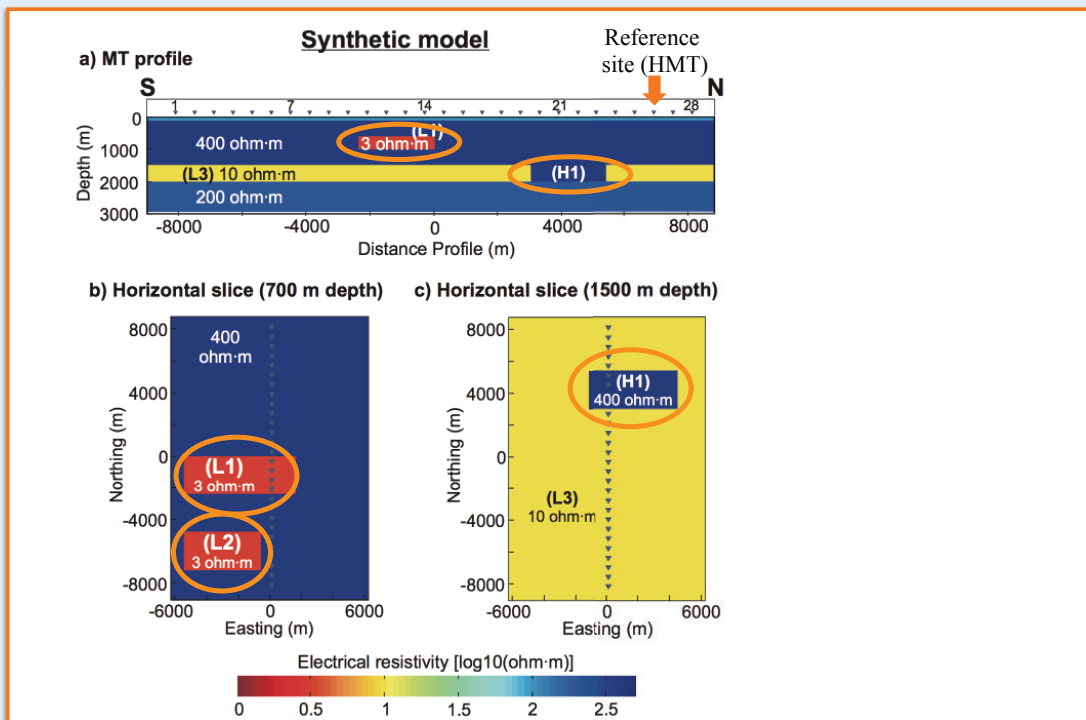 Synthetic model
Reference
site (HMT)
a) MT profile
S
N
1 7 14 21 28
0
1000
2000
3000
Depth (m)
400 ohm·m
(L1)
3 ohm·m
(L3) 10 ohm·m
(H1)
200 ohm·m
-8000 -4000 0 4000 8000
Distance Profile (m)
b) Horizontal slice (700 m depth)
8000
4000
0
-4000
-8000
Northing (m)
400
ohm·m
(L1)
3 ohm·m
(L2)
3 ohm·m
-6000 0 6000
Easting (m)
c) Horizontal slice (1500 m depth)
8000
4000
0
-4000
-8000
Northing (m)
(H1)
400 ohm·m
(L3)
10 ohm·m
-6000 0 6000
Easting (m)
Electrical resistivity [log10(ohm·m)]
0 0.5 1 1.5 2 2.5